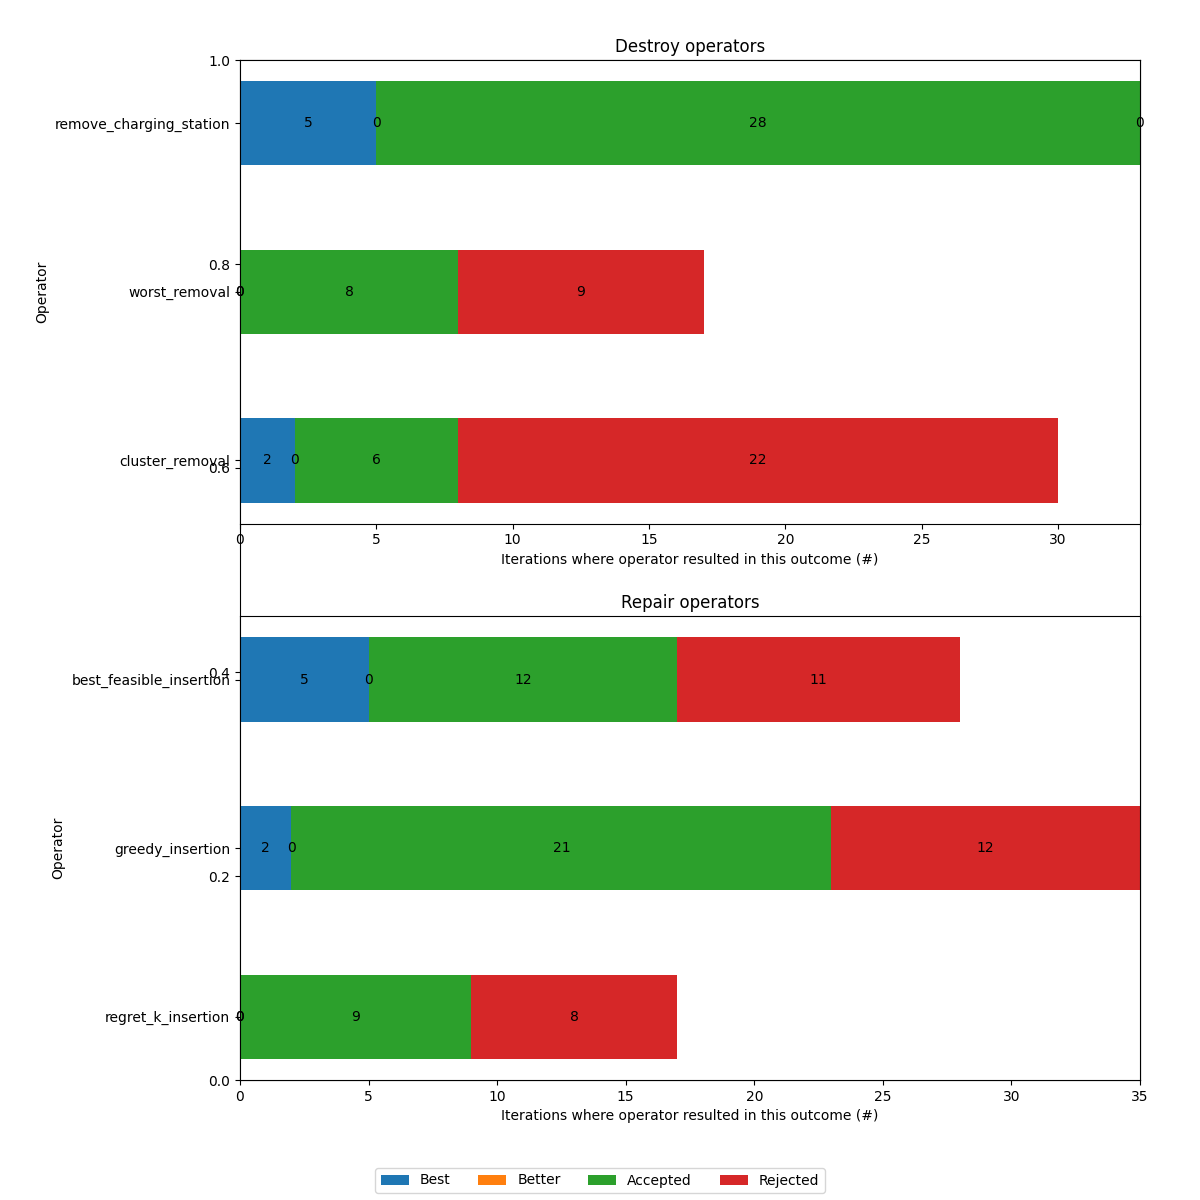 Destroy operators
1.0
remove_charging_station 5 0 28 0
0.8
Operator
worst_removal 0 0 8 9
cluster_removal 2 0 6 22
0.6
0 5 10 15 20 25 30
Iterations where operator resulted in this outcome (#)
Repair operators
0.4
best_feasible_insertion 5 0 12 11
Operator
greedy_insertion 2 0 21 12
0.2
regret_k_insertion 0 0 9 8
0.0
0 5 10 15 20 25 30 35
Iterations where operator resulted in this outcome (#)
Best Better Accepted Rejected